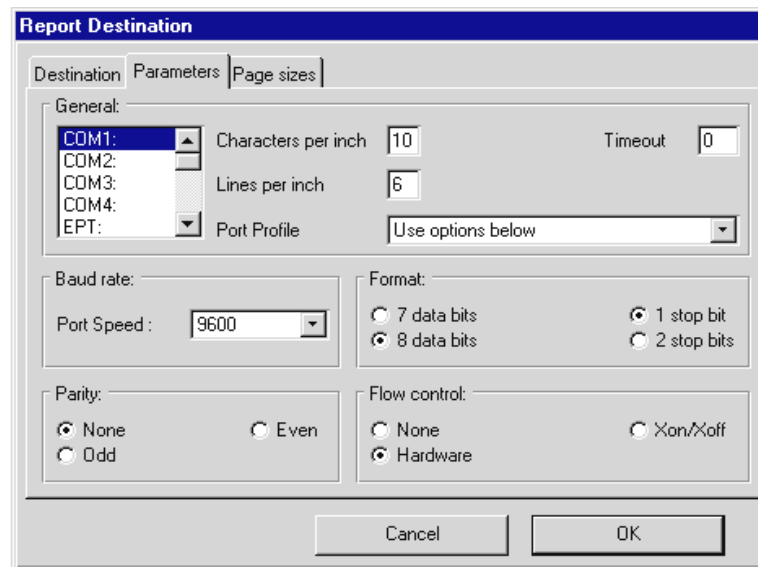 Report Destination
Destination Parameters Page sizes
General:
COM1: Characters per inch 10 Timeout 0
COM2:
COM3: Lines per inch 6
COM4:
EPT: Port Profile Use options below
Baud rate: Format:
Port Speed : 9600 7 data bits 1 stop bit
8 data bits 2 stop bits
Parity: Flow control:
None Even None Xon/Xoff
Odd Hardware
Cancel OK